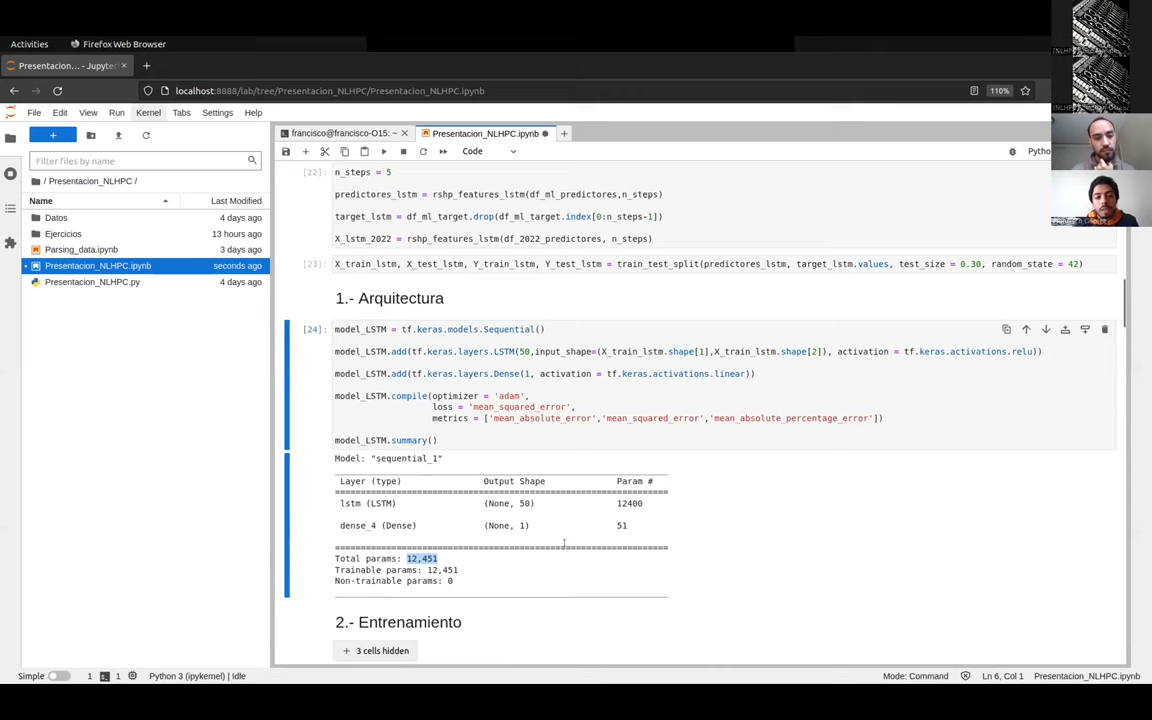 Activities
Firefox Web Browser
Presentacion_... - Jupyter
localhost:8888/lab/tree/Presentacion_NLHPC/Presentacion_NLHPC.ipynb
110%
File Edit View Run Kernel Tabs Settings Help
francisco@francisco-O15: ~
Presentacion_NLHPC.ipynb
Code
Python
Filter files by name
/ Presentacion_NLHPC /
Name
Last Modified
Datos
4 days ago
Ejercicios
13 hours ago
Parsing_data.ipynb
3 days ago
Presentacion_NLHPC.ipynb
seconds ago
Presentacion_NLHPC.py
4 days ago
[22]:
n_steps = 5
predictores_lstm = rshp_features_lstm(df_ml_predictores,n_steps)
target_lstm = df_ml_target.drop(df_ml_target.index[0:n_steps-1])
X_lstm_2022 = rshp_features_lstm(df_2022_predictores, n_steps)
[23]:
X_train_lstm, X_test_lstm, Y_train_lstm, Y_test_lstm = train_test_split(predictores_lstm, target_lstm.values, test_size = 0.30, random_state = 42)
1.- Arquitectura
[24]:
model_LSTM = tf.keras.models.Sequential()
model_LSTM.add(tf.keras.layers.LSTM(50,input_shape=(X_train_lstm.shape[1],X_train_lstm.shape[2]), activation = tf.keras.activations.relu))
model_LSTM.add(tf.keras.layers.Dense(1, activation = tf.keras.activations.linear))
model_LSTM.compile(optimizer = 'adam',
loss = 'mean_squared_error',
metrics = ['mean_absolute_error','mean_squared_error','mean_absolute_percentage_error'])
model_LSTM.summary()
Model: "sequential_1"
Layer (type) Output Shape Param #
=================================================================
lstm (LSTM) (None, 50) 12400
dense_4 (Dense) (None, 1) 51
=================================================================
Total params: 12,451
Trainable params: 12,451
Non-trainable params: 0
2.- Entrenamiento
3 cells hidden
Simple 1 1 Python 3 (ipykernel) | Idle
Mode: Command Ln 6, Col 1 Presentacion_NLHPC.ipynb